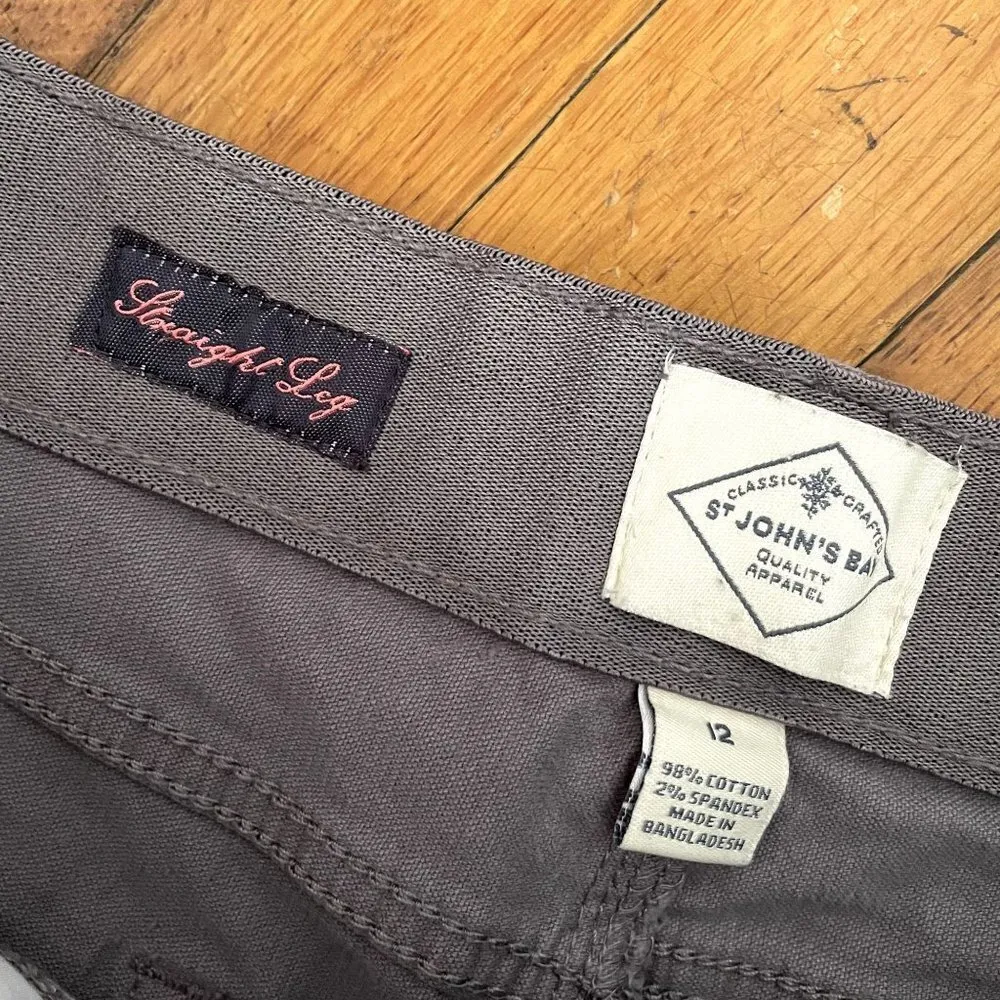 Straight Leg
CLASSIC CRAFTED
ST JOHN'S BAY
QUALITY
APPAREL
12
98% COTTON
2% SPANDEX
MADE IN
BANGLADESH